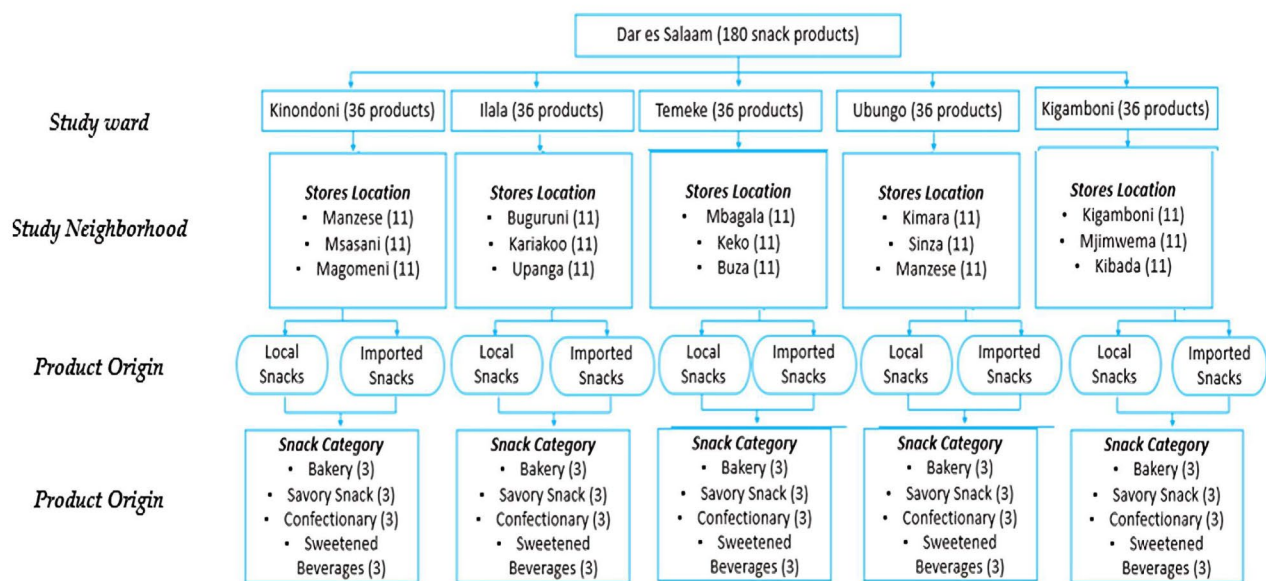 Dar es Salaam (180 snack products)
Study ward
Kinondoni (36 products)
Ilala (36 products)
Temeke (36 products)
Ubungo (36 products)
Kigamboni (36 products)
Study Neighborhood
Stores Location
• Manzese (11)
• Msasani (11)
• Magomeni (11)
Stores Location
• Buguruni (11)
• Kariakoo (11)
• Upanga (11)
Stores Location
• Mbagala (11)
• Keko (11)
• Buza (11)
Stores Location
• Kimara (11)
• Sinza (11)
• Manzese (11)
Stores Location
• Kigamboni (11)
• Mjimwema (11)
• Kibada (11)
Product Origin
Local
Snacks
Imported
Snacks
Local
Snacks
Imported
Snacks
Local
Snacks
Imported
Snacks
Local
Snacks
Imported
Snacks
Local
Snacks
Imported
Snacks
Product Origin
Snack Category
• Bakery (3)
• Savory Snack (3)
• Confectionary (3)
• Sweetened
Beverages (3)
Snack Category
• Bakery (3)
• Savory Snack (3)
• Confectionary (3)
• Sweetened
Beverages (3)
Snack Category
• Bakery (3)
• Savory Snack (3)
• Confectionary (3)
• Sweetened
Beverages (3)
Snack Category
• Bakery (3)
• Savory Snack (3)
• Confectionary (3)
• Sweetened
Beverages (3)
Snack Category
• Bakery (3)
• Savory Snack (3)
• Confectionary (3)
• Sweetened
Beverages (3)